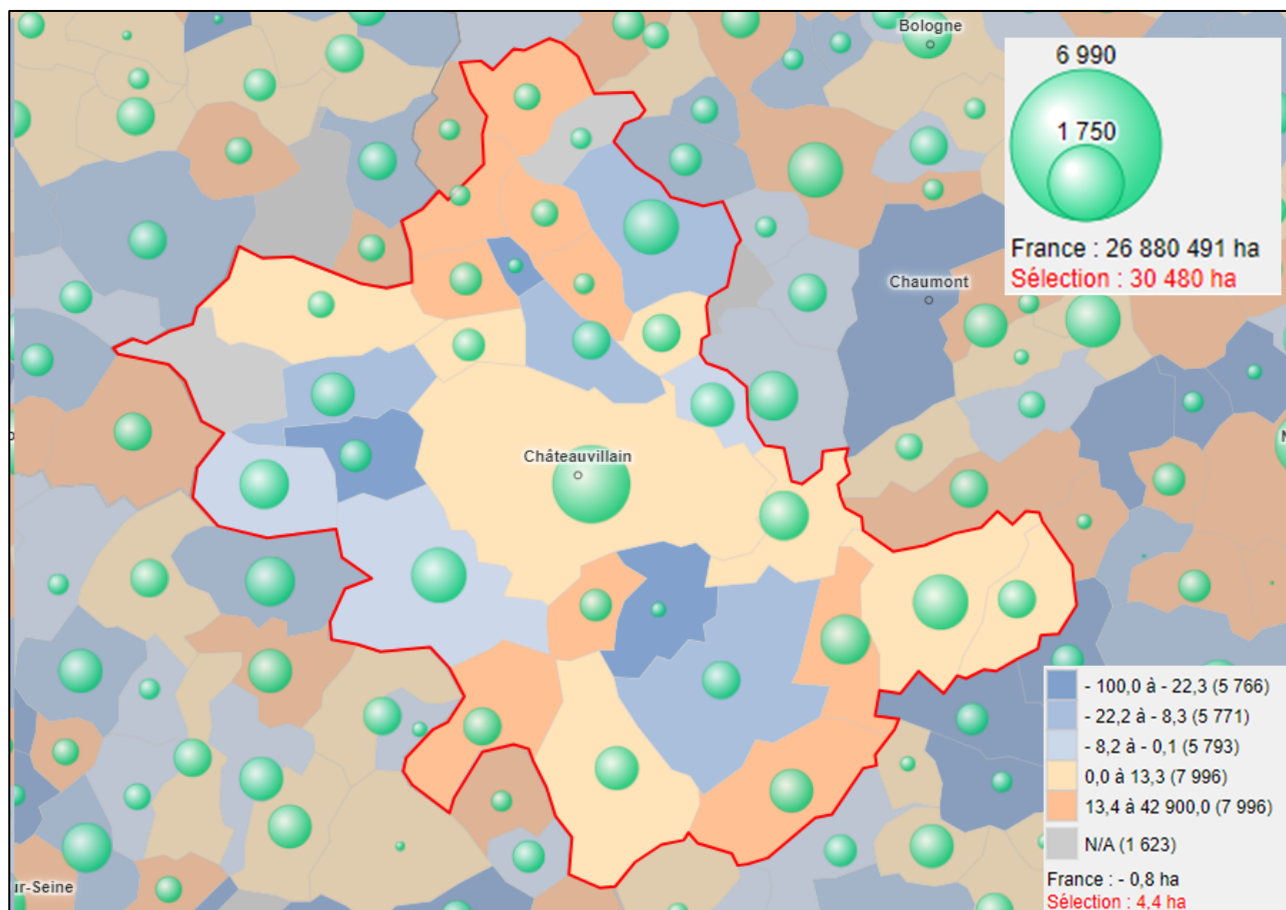 Bologne
6 990
1 750
France : 26 880 491 ha
Sélection : 30 480 ha
Chaumont
Châteauvillain
- 100,0 à - 22,3 (5 766)
- 22,2 à - 8,3 (5 771)
- 8,2 à - 0,1 (5 793)
0,0 à 13,3 (7 996)
13,4 à 42 900,0 (7 996)
N/A (1 623)
France : - 0,8 ha
Sélection : 4,4 ha
ır-Seine